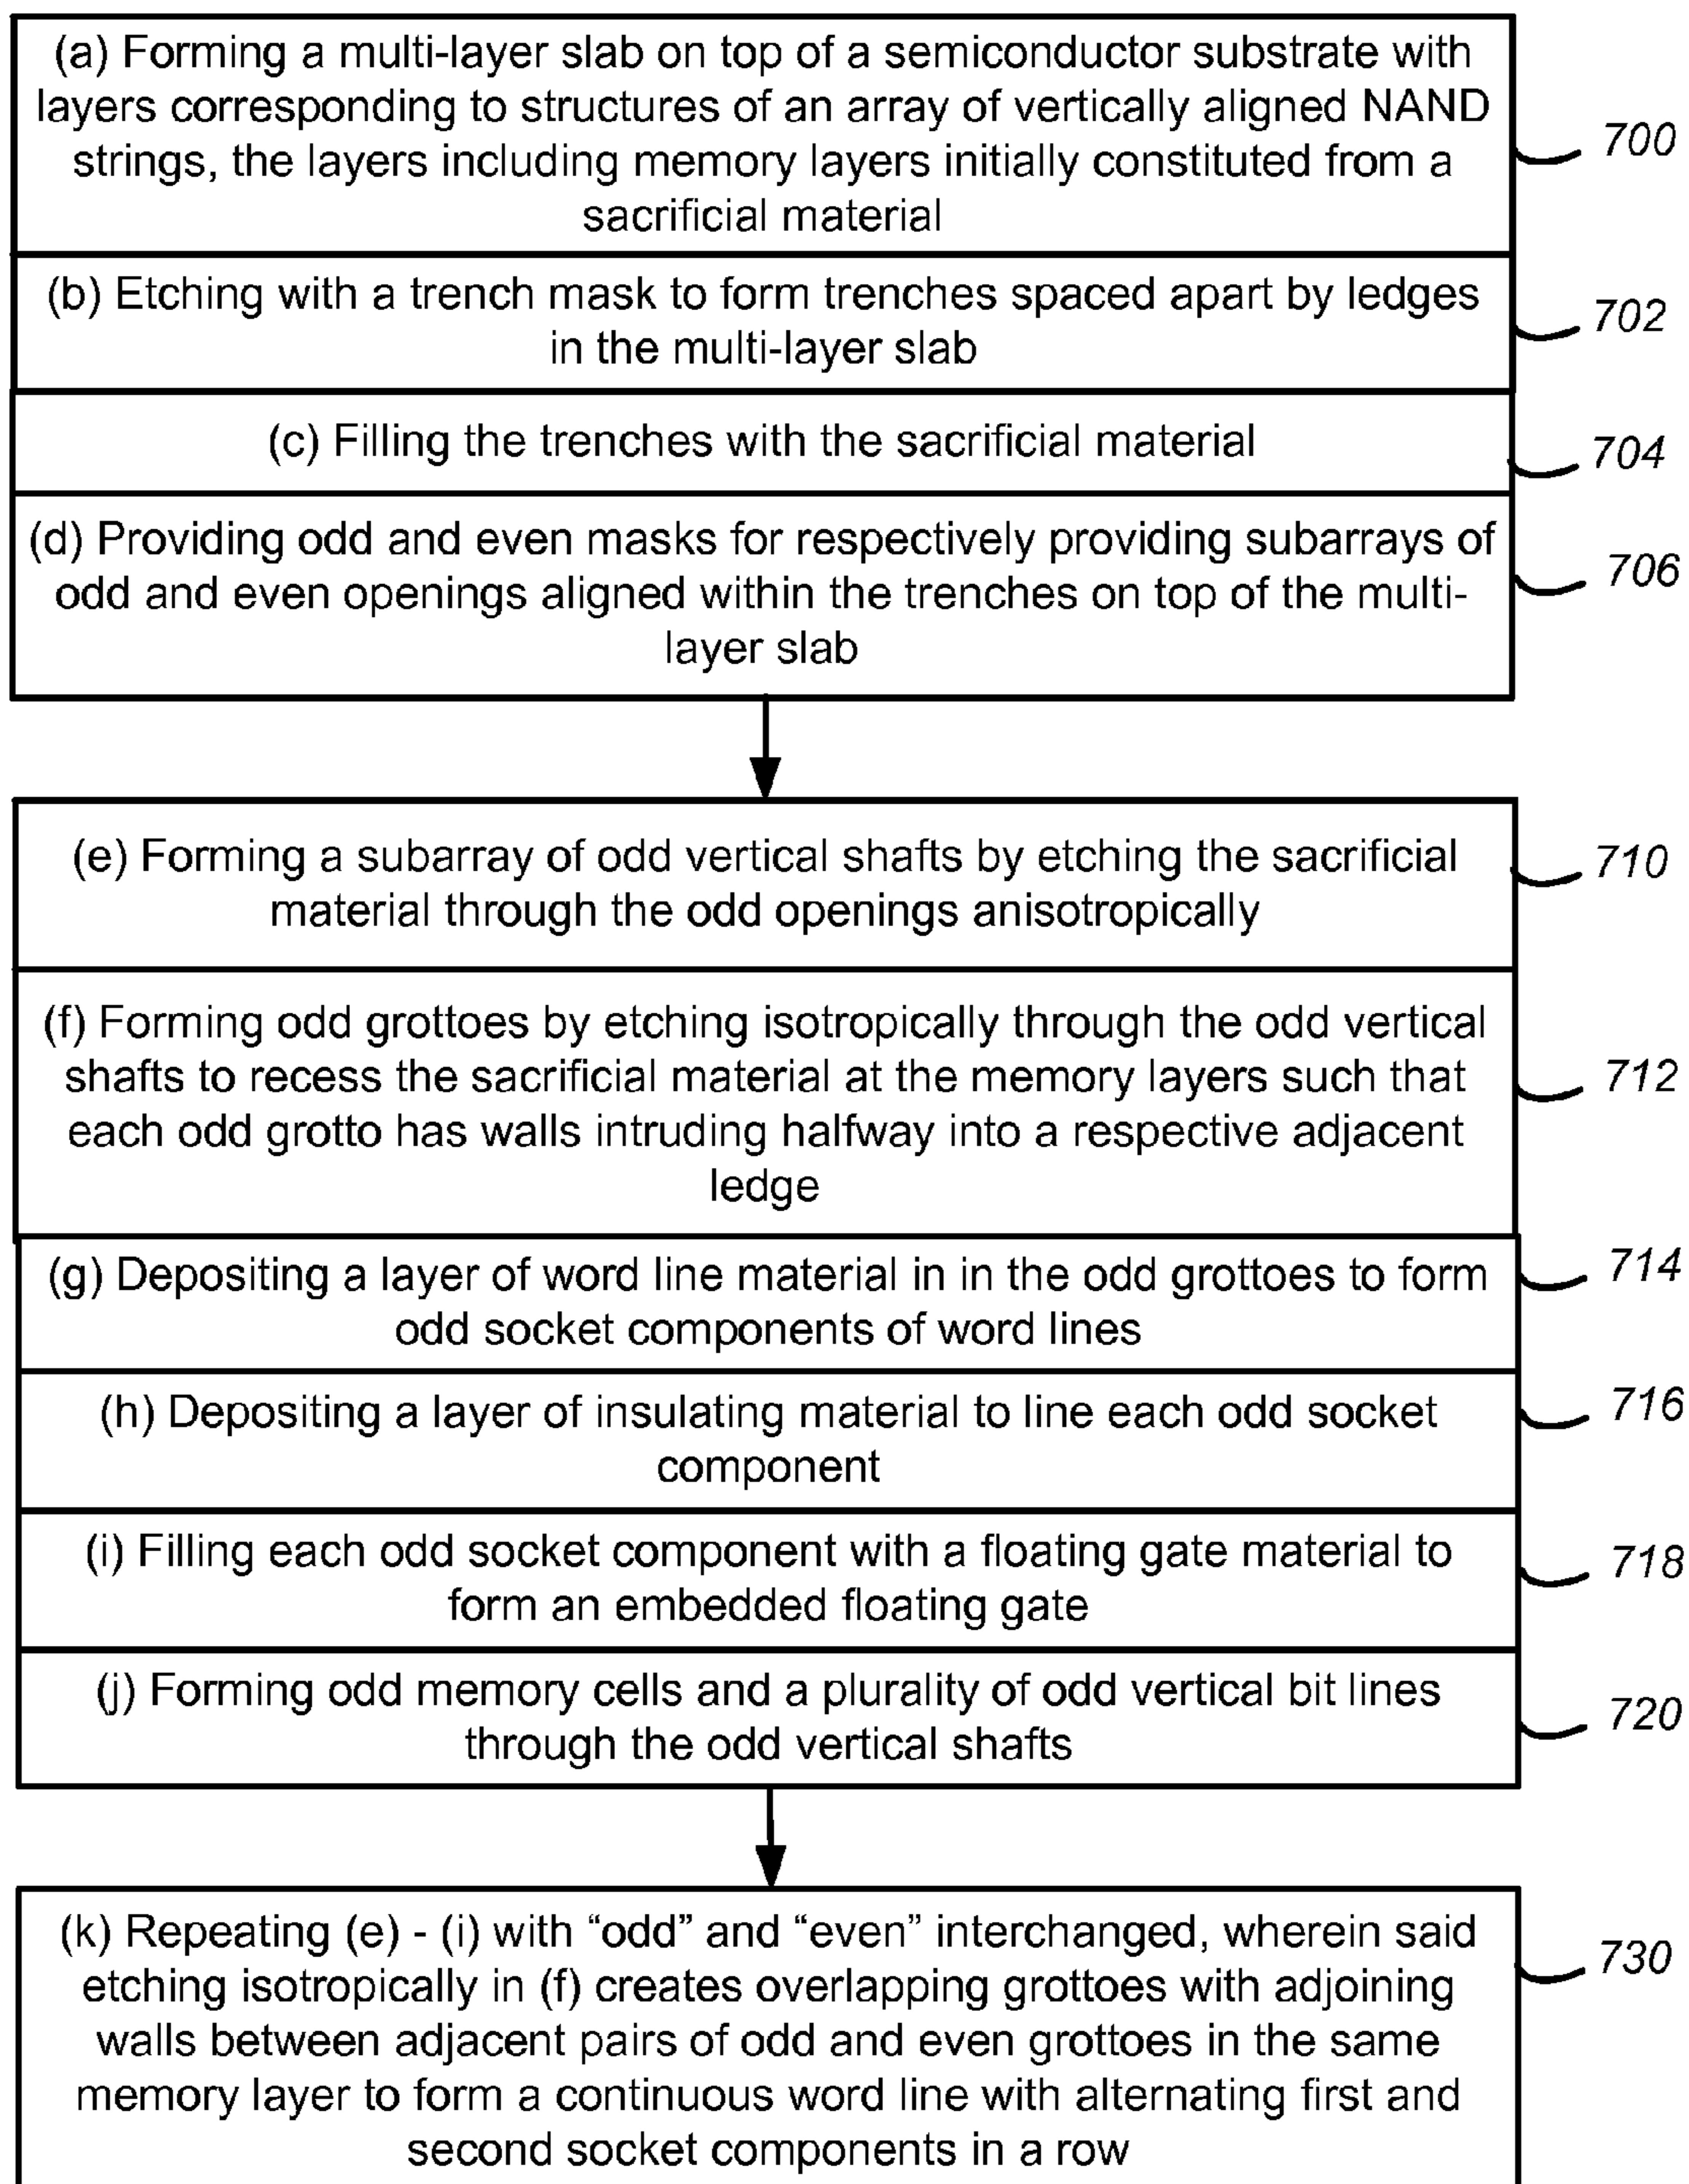 (a) Forming a multi-layer slab on top of a semiconductor substrate with
layers corresponding to structures of an array of vertically aligned NAND
strings, the layers including memory layers initially constituted from a
sacrificial material
700
(b) Etching with a trench mask to form trenches spaced apart by ledges
in the multi-layer slab
702
(c) Filling the trenches with the sacrificial material
704
(d) Providing odd and even masks for respectively providing subarrays of
odd and even openings aligned within the trenches on top of the multi-
layer slab
706
(e) Forming a subarray of odd vertical shafts by etching the sacrificial
material through the odd openings anisotropically
710
(f) Forming odd grottoes by etching isotropically through the odd vertical
shafts to recess the sacrificial material at the memory layers such that
each odd grotto has walls intruding halfway into a respective adjacent
ledge
712
(g) Depositing a layer of word line material in in the odd grottoes to form
odd socket components of word lines
714
(h) Depositing a layer of insulating material to line each odd socket
component
716
(i) Filling each odd socket component with a floating gate material to
form an embedded floating gate
718
(j) Forming odd memory cells and a plurality of odd vertical bit lines
through the odd vertical shafts
720
(k) Repeating (e) - (i) with “odd” and “even” interchanged, wherein said
etching isotropically in (f) creates overlapping grottoes with adjoining
walls between adjacent pairs of odd and even grottoes in the same
memory layer to form a continuous word line with alternating first and
second socket components in a row
730